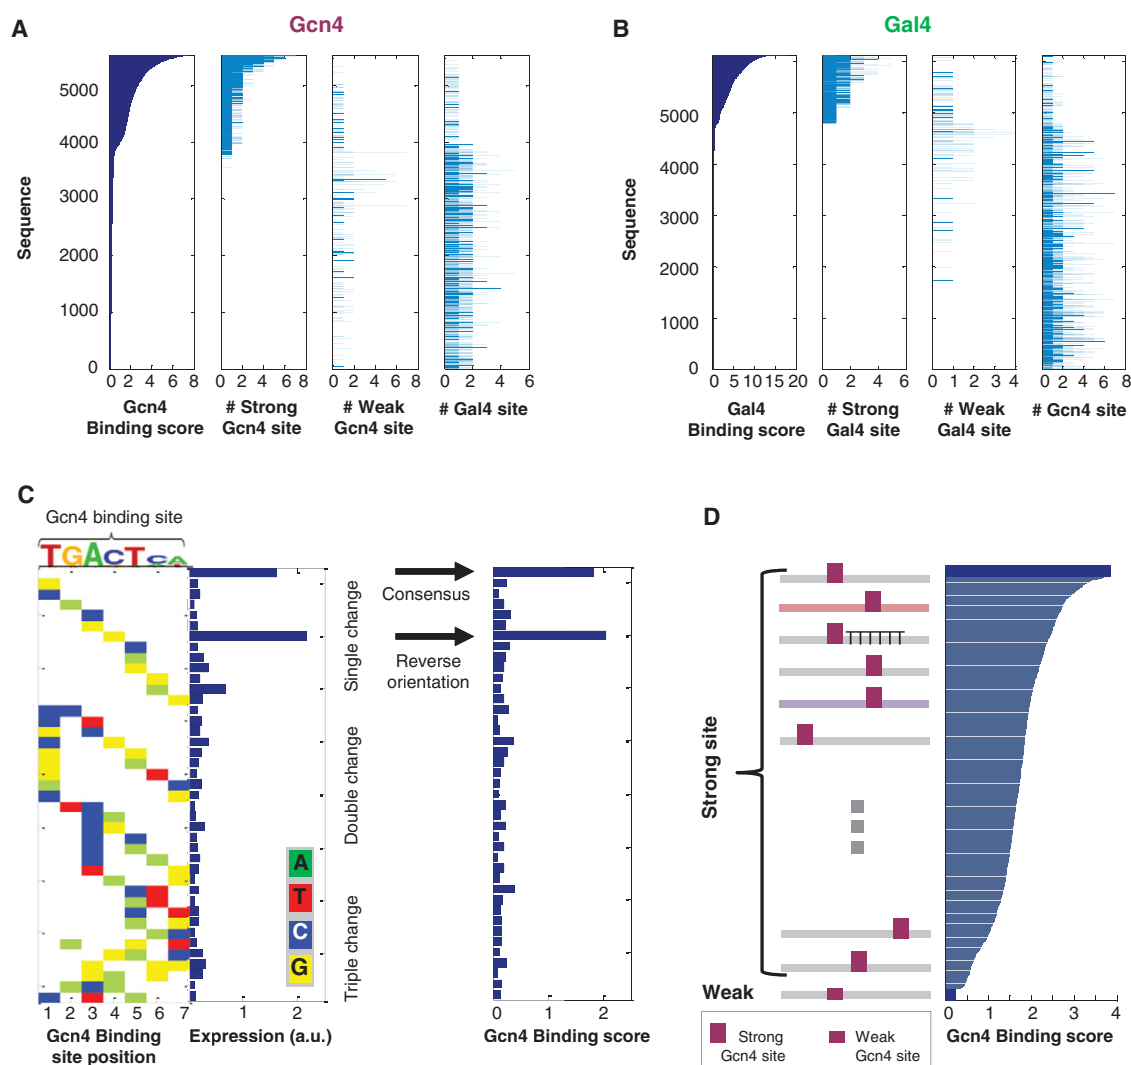 A
Gcn4
5000
4000
3000
2000
1000
0
Sequence
0 2 4 6 8
Gcn4
Binding score
0 2 4 6 8
# Strong
Gcn4 site
0 2 4 6 8
# Weak
Gcn4 site
0 2 4 6
# Gal4 site
B
Gal4
5000
4000
3000
2000
1000
0
Sequence
0 5 10 15 20
Gal4
Binding score
0 2 4 6
# Strong
Gal4 site
0 1 2 3 4
# Weak
Gal4 site
0 2 4 6 8
# Gcn4 site
C
Gcn4 binding site
TGACTCA
Single change
Double change
Triple change
Consensus
Reverse
orientation
A
T
C
G
1 2 3 4 5 6 7
Gcn4 Binding
site position
1 2
Expression (a.u.)
0 1 2
Gcn4 Binding score
D
Strong site
Weak
Strong
Gcn4 site
Weak
Gcn4 site
0 1 2 3 4
Gcn4 Binding score